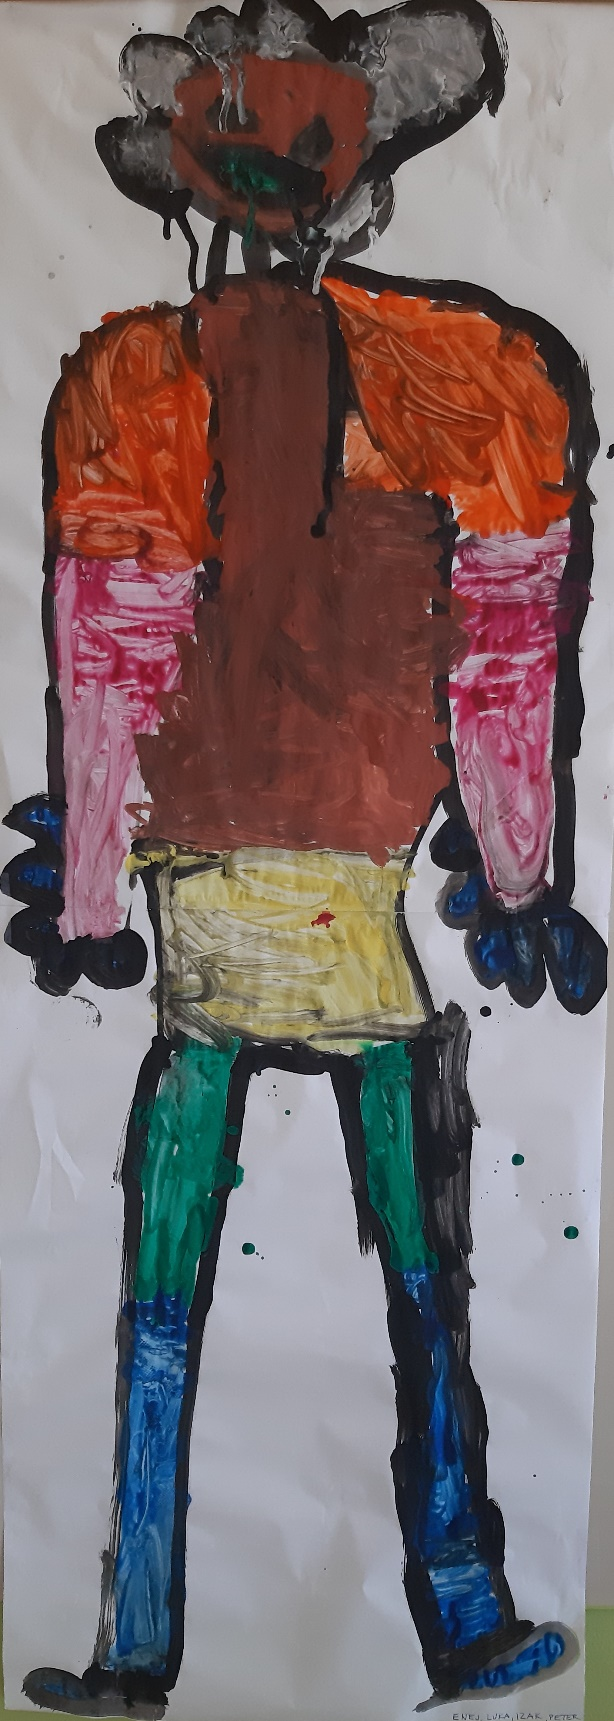 ENEJ, LUKA, IZAK, PETER